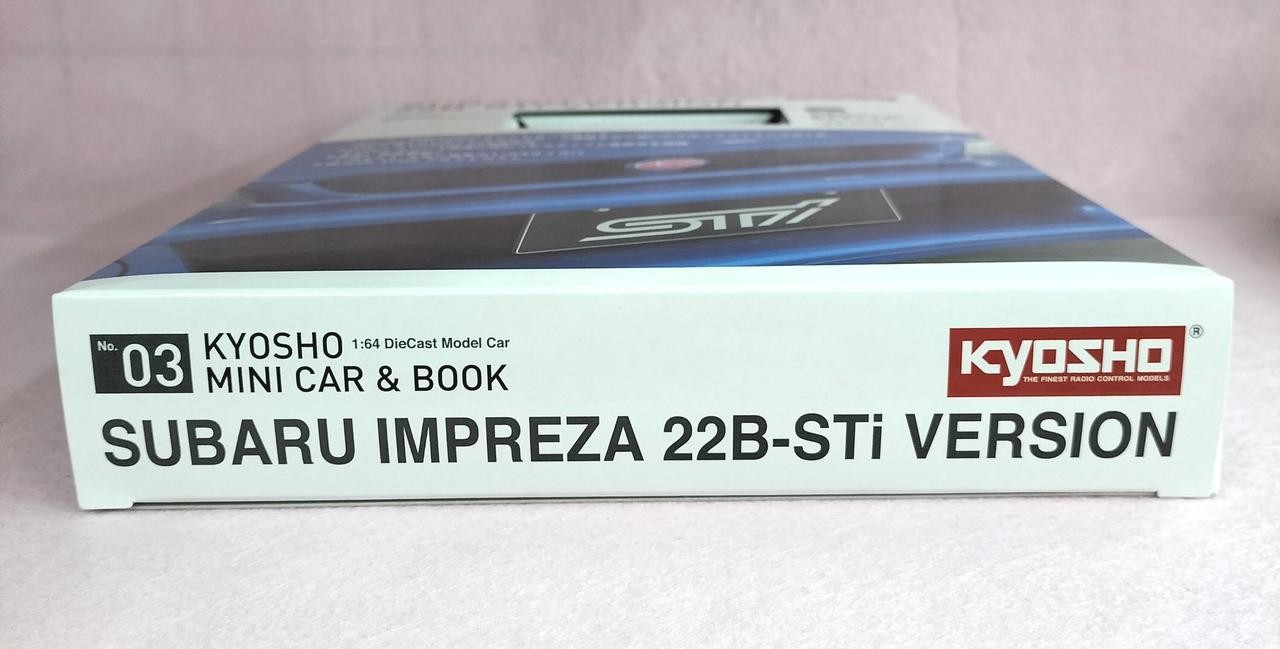 STi
No. 03
KYOSHO 1:64 DieCast Model Car
MINI CAR & BOOK
KYOSHO ®
THE FINEST RADIO CONTROL MODELS
SUBARU IMPREZA 22B-STi VERSION